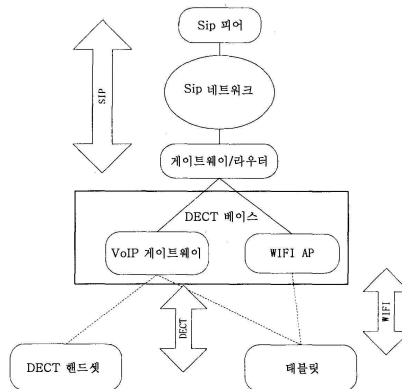 Sip 피어
SIP
Sip 네트워크
게이트웨이/라우터
DECT 베이스
VoIP 게이트웨이
WIFI AP
DECT
WIFI
DECT 핸드셋
태블릿